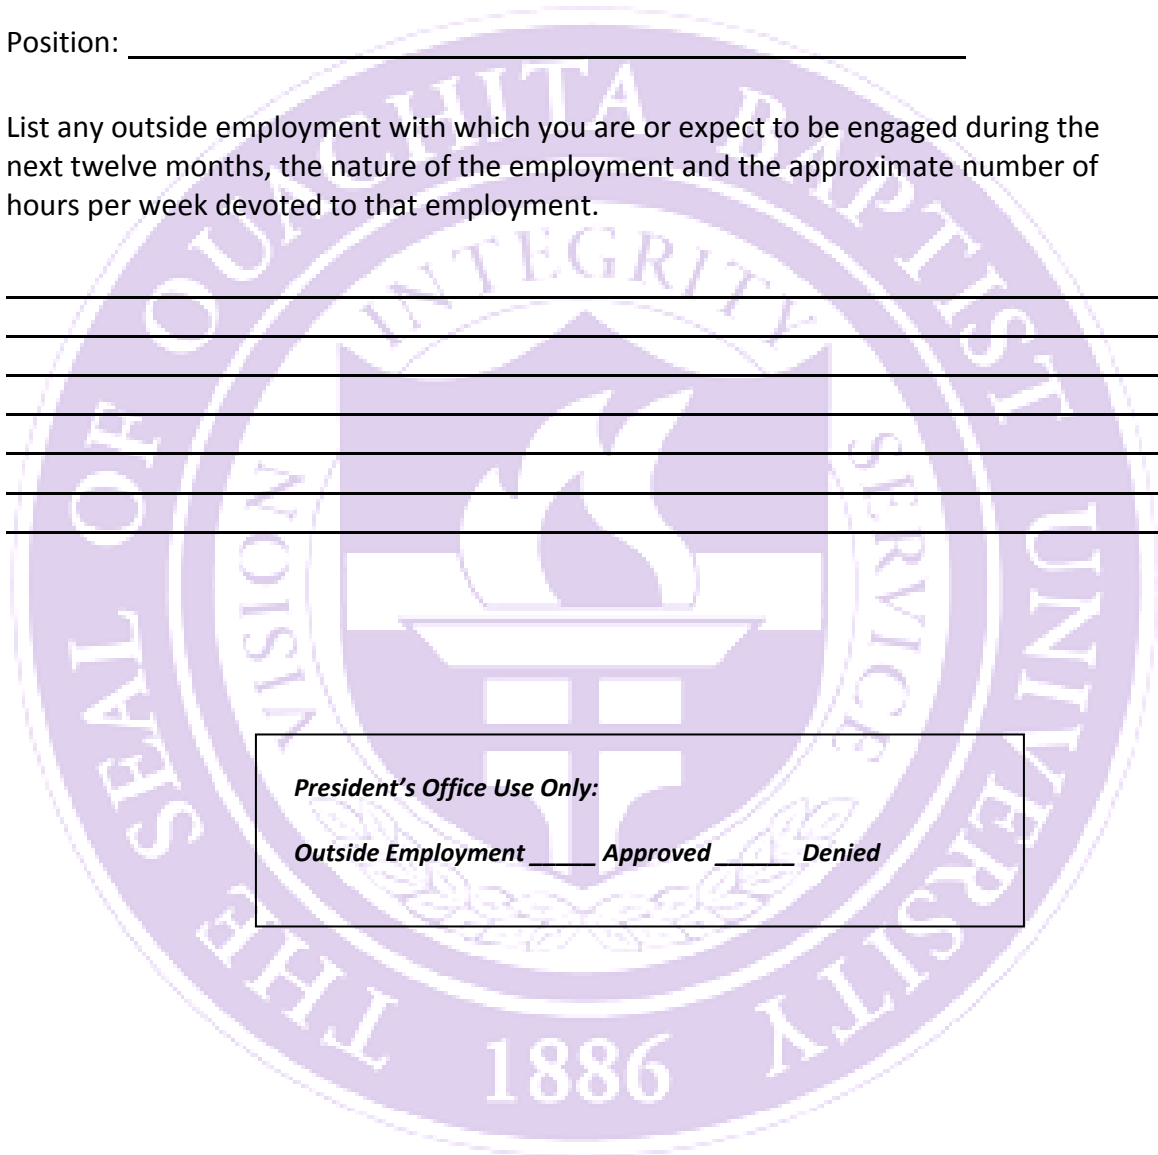 Position: ____________________
List any outside employment with which you are or expect to be engaged during the
next twelve months, the nature of the employment and the approximate number of
hours per week devoted to that employment.
THE SEAL OF OUACHITA BAPTIST UNIVERSITY
VISION INTEGRITY SERVICE
President's Office Use Only:
Outside Employment _____ Approved ______ Denied
1886